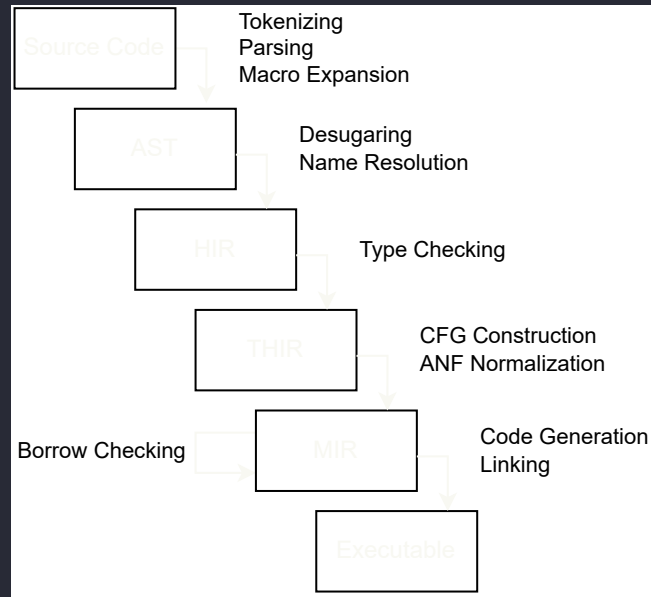 Source Code
Tokenizing
Parsing
Macro Expansion
AST
Desugaring
Name Resolution
HIR
Type Checking
THIR
CFG Construction
ANF Normalization
Borrow Checking
MIR
Code Generation
Linking
Executable